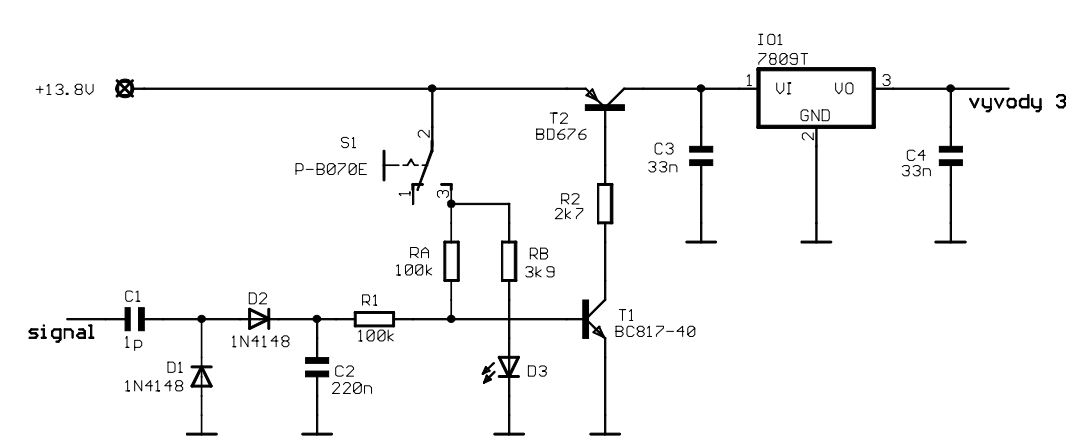 IO1
7809T
+13.8V
1
VI
VO
3
vyvody 3
GND
2
T2
BD676
S1
P-B070E
2
1
3
C3
33n
C4
33n
R2
2k7
RA
100k
RB
3k9
C1
1p
D2
1N4148
R1
100k
T1
BC817-40
signal
D1
1N4148
C2
220n
D3